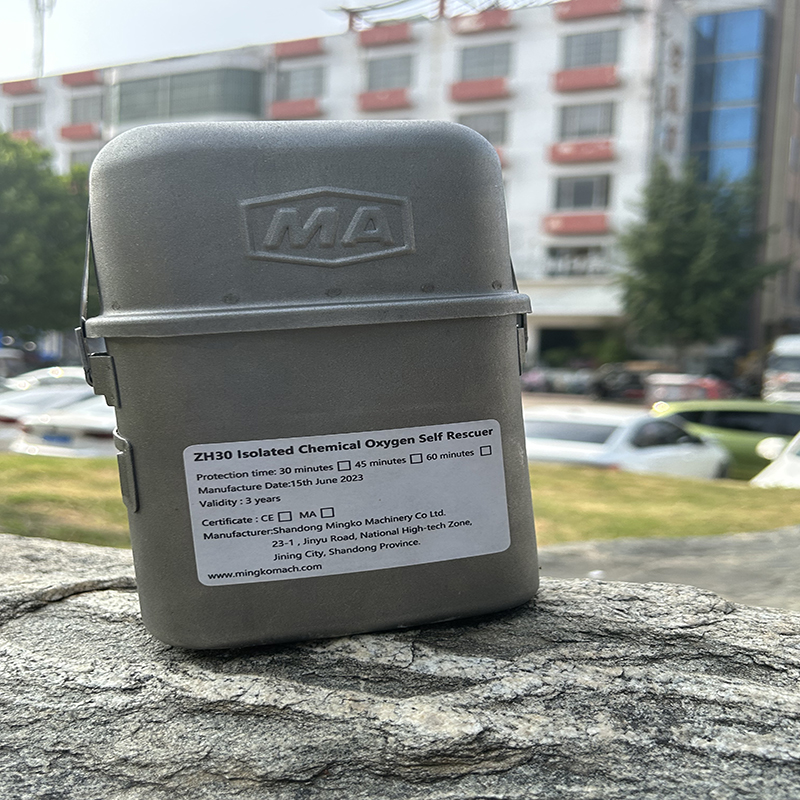 MA
ZH30 Isolated Chemical Oxygen Self Rescuer
Protection time: 30 minutes ☐ 45 minutes ☐ 60 minutes ☐
Manufacture Date:15th June 2023
Validity : 3 years
Certificate : CE ☐ MA ☐
Manufacturer:Shandong Mingko Machinery Co Ltd.
23-1 , Jinyu Road, National High-tech Zone,
Jining City, Shandong Province.
www.mingkomach.com